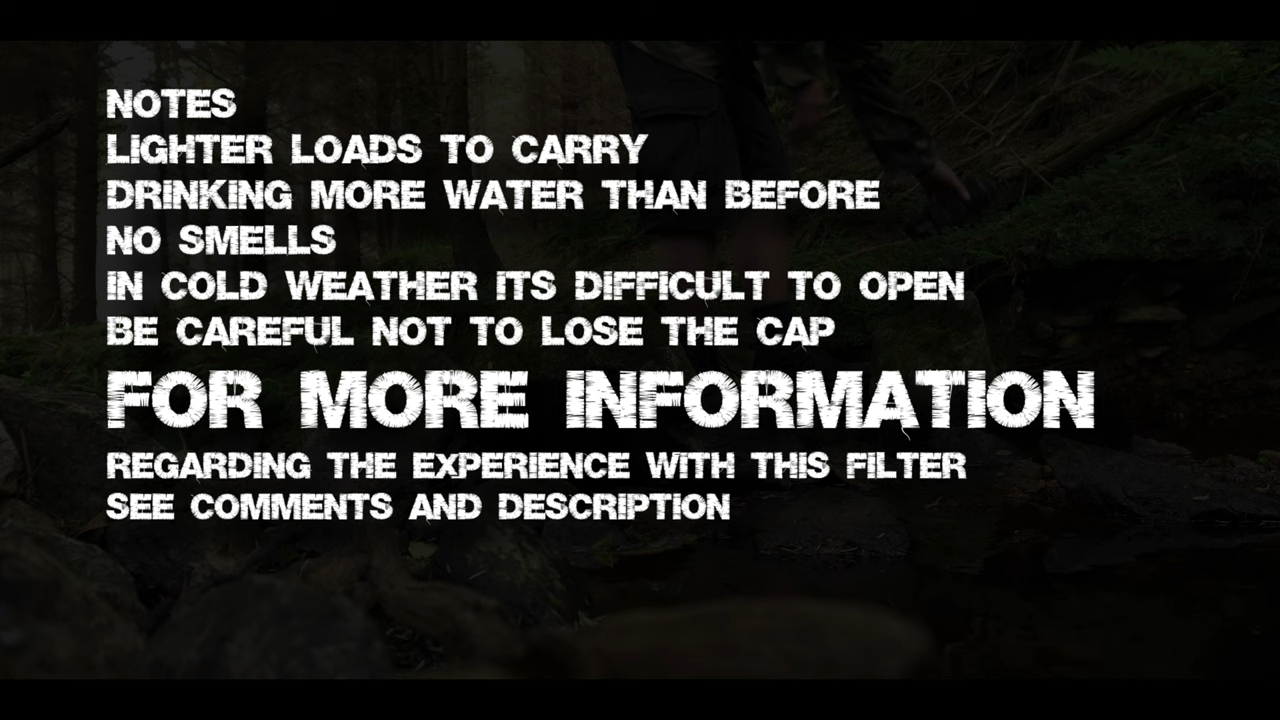 NOTES
LIGHTER LOADS TO CARRY
DRINKING MORE WATER THAN BEFORE
NO SMELLS
IN COLD WEATHER ITS DIFFICULT TO OPEN
BE CAREFUL NOT TO LOSE THE CAP
FOR MORE INFORMATION
REGARDING THE EXPERIENCE WITH THIS FILTER
SEE COMMENTS AND DESCRIPTION